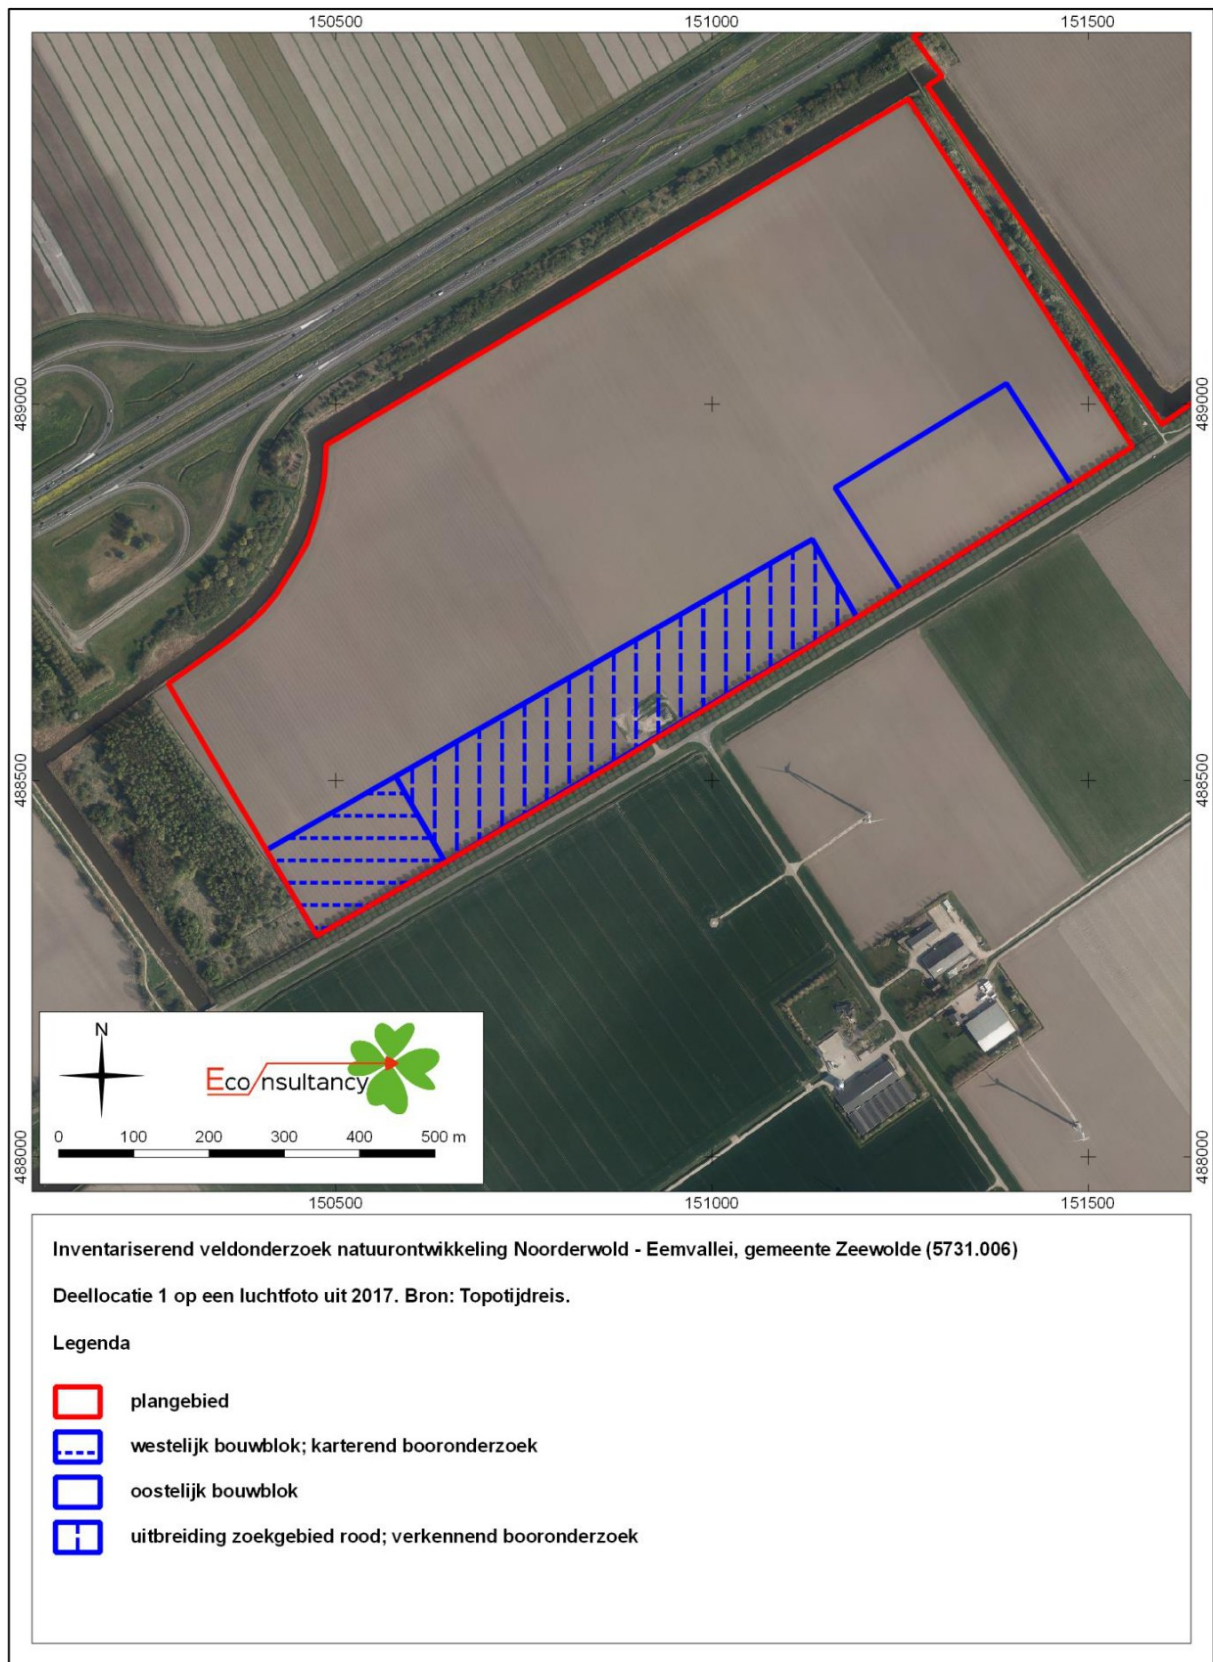 150500 151000 151500
489000 489000
488500 488500
N
Econsultancy
0 100 200 300 400 500 m
488000 488000
150500 151000 151500
Inventariserend veldonderzoek natuurontwikkeling Noorderwold - Eemvallei, gemeente Zeewolde (5731.006)
Deellocatie 1 op een luchtfoto uit 2017. Bron: Topotijdreis.
Legenda
plangebied
westelijk bouwblok; karterend booronderzoek
oostelijk bouwblok
uitbreiding zoekgebied rood; verkennend booronderzoek